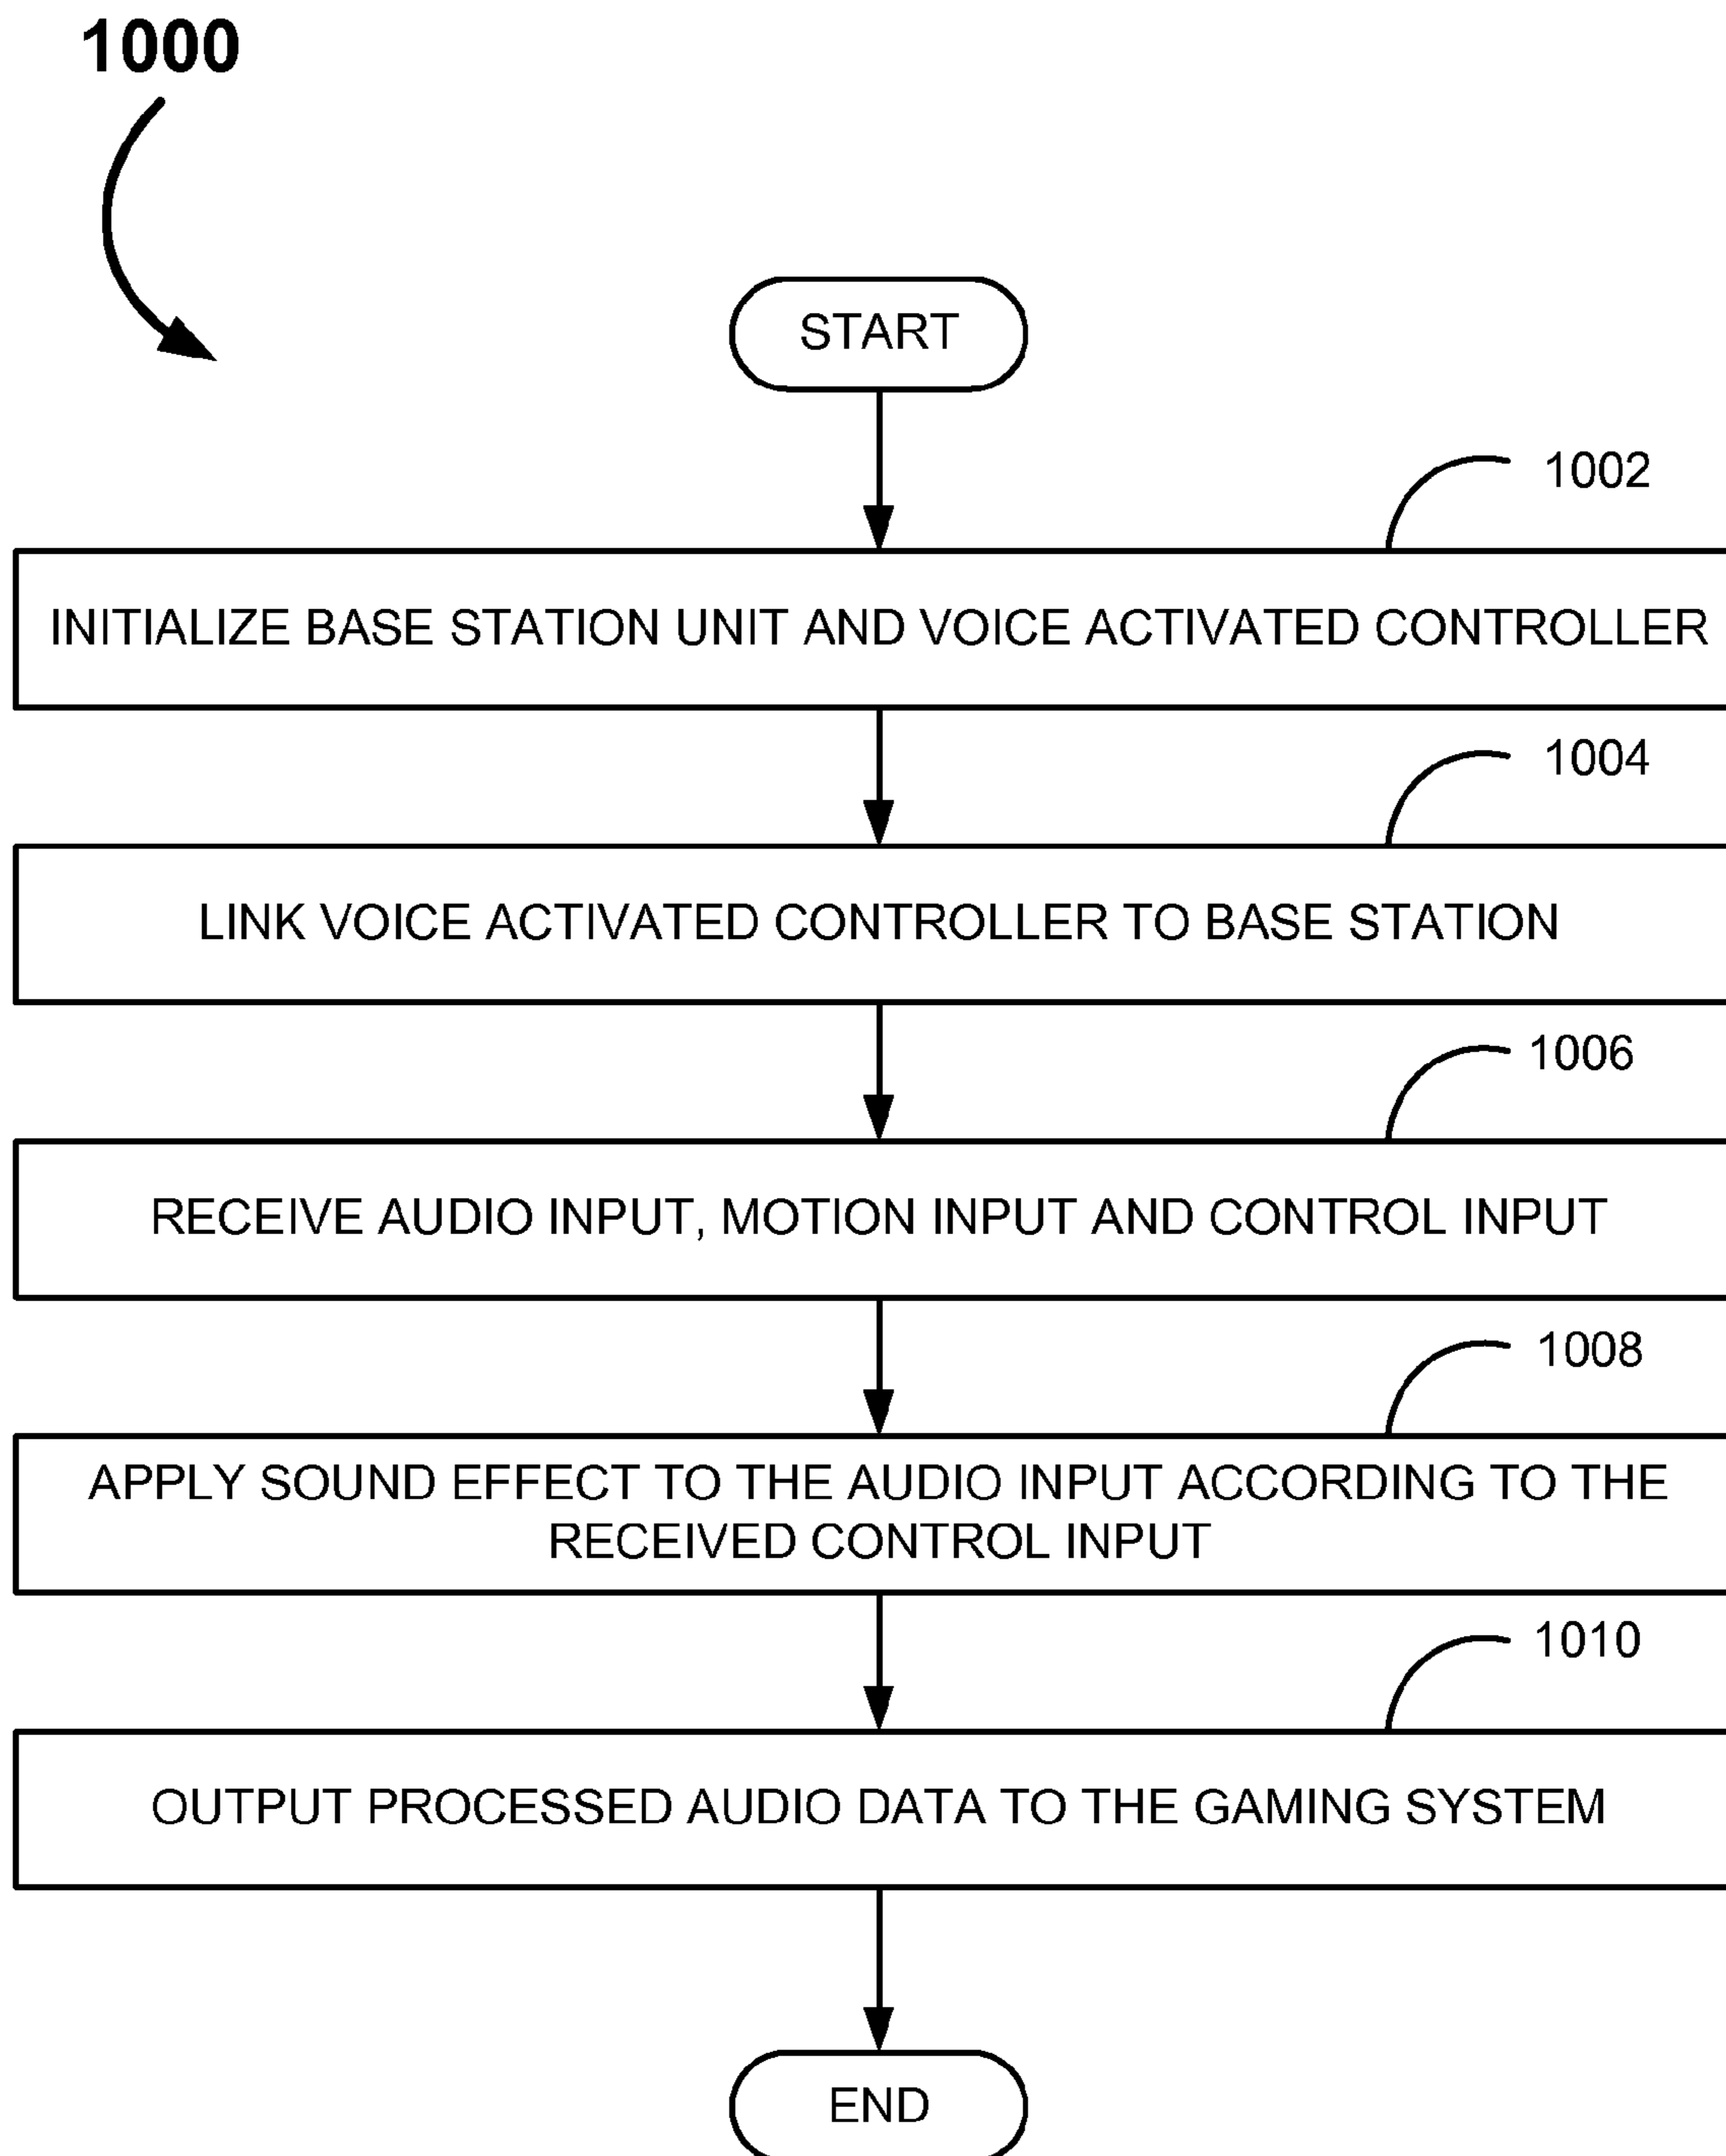 1000
START
1002
INITIALIZE BASE STATION UNIT AND VOICE ACTIVATED CONTROLLER
1004
LINK VOICE ACTIVATED CONTROLLER TO BASE STATION
1006
RECEIVE AUDIO INPUT, MOTION INPUT AND CONTROL INPUT
1008
APPLY SOUND EFFECT TO THE AUDIO INPUT ACCORDING TO THE
RECEIVED CONTROL INPUT
1010
OUTPUT PROCESSED AUDIO DATA TO THE GAMING SYSTEM
END